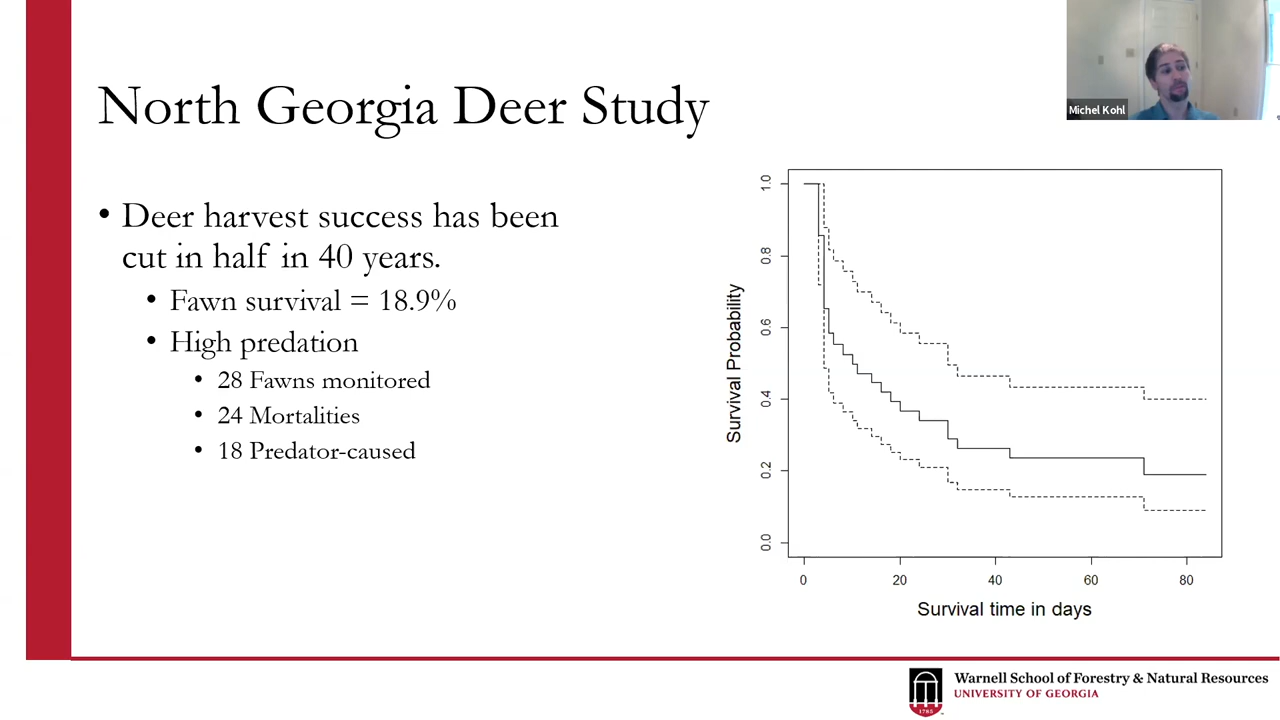 Michel Kohl
North Georgia Deer Study
• Deer harvest success has been
cut in half in 40 years.
• Fawn survival = 18.9%
• High predation
• 28 Fawns monitored
• 24 Mortalities
• 18 Predator-caused
Survival Probability
1.0
0.8
0.6
0.4
0.2
0.0
0 20 40 60 80
Survival time in days
1785
Warnell School of Forestry & Natural Resources
UNIVERSITY OF GEORGIA